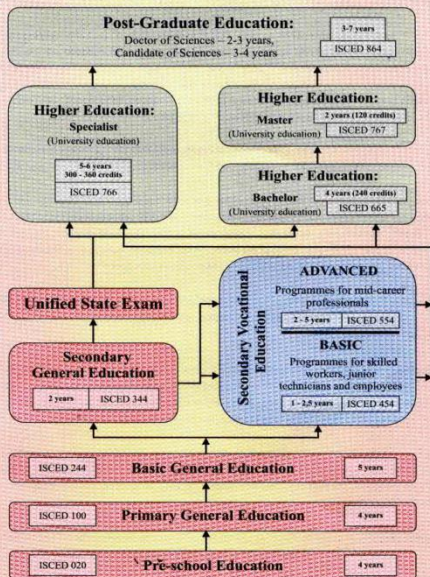 Post-Graduate Education:
Doctor of Sciences – 2-3 years,
Candidate of Sciences – 3-4 years
3-7 years
ISCED 864
Higher Education:
Specialist
(University education)
5-6 years
300 - 360 credits
ISCED 766
Higher Education:
Master
(University education)
2 years (120 credits)
ISCED 767
Higher Education:
Bachelor
(University education)
4 years (240 credits)
ISCED 665
Unified State Exam
Secondary
General Education
2 years
ISCED 344
Secondary Vocational
Education
ADVANCED
Programmes for mid-career
professionals
2 - 5 years
ISCED 554
BASIC
Programmes for skilled
workers, junior
technicians and employees
1 - 2,5 years
ISCED 454
ISCED 244
Basic General Education
5 years
ISCED 100
Primary General Education
4 years
ISCED 020
Pre-school Education
4 years